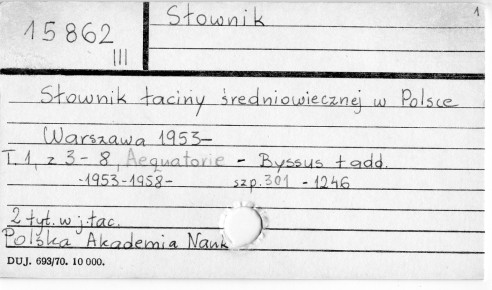 Słownik
1
15862
III
Słownik łaciny średniowiecznej w Polsce
Warszawa 1953-
T. 1, z. 3-8, Aequatorie - Byssus + add.
-1953-1958- szp. 301 - 1246
2 tyt. w j. łac.
Polska Akademia Nauk
DUJ. 693/70. 10 000.